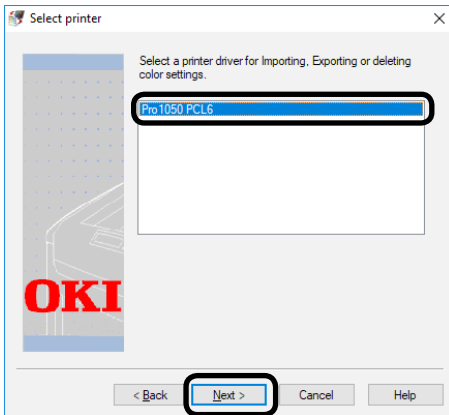 Select printer
Select a printer driver for Importing, Exporting or deleting
color settings.
Pro1050 PCL6
OKI
< Back
Next >
Cancel
Help